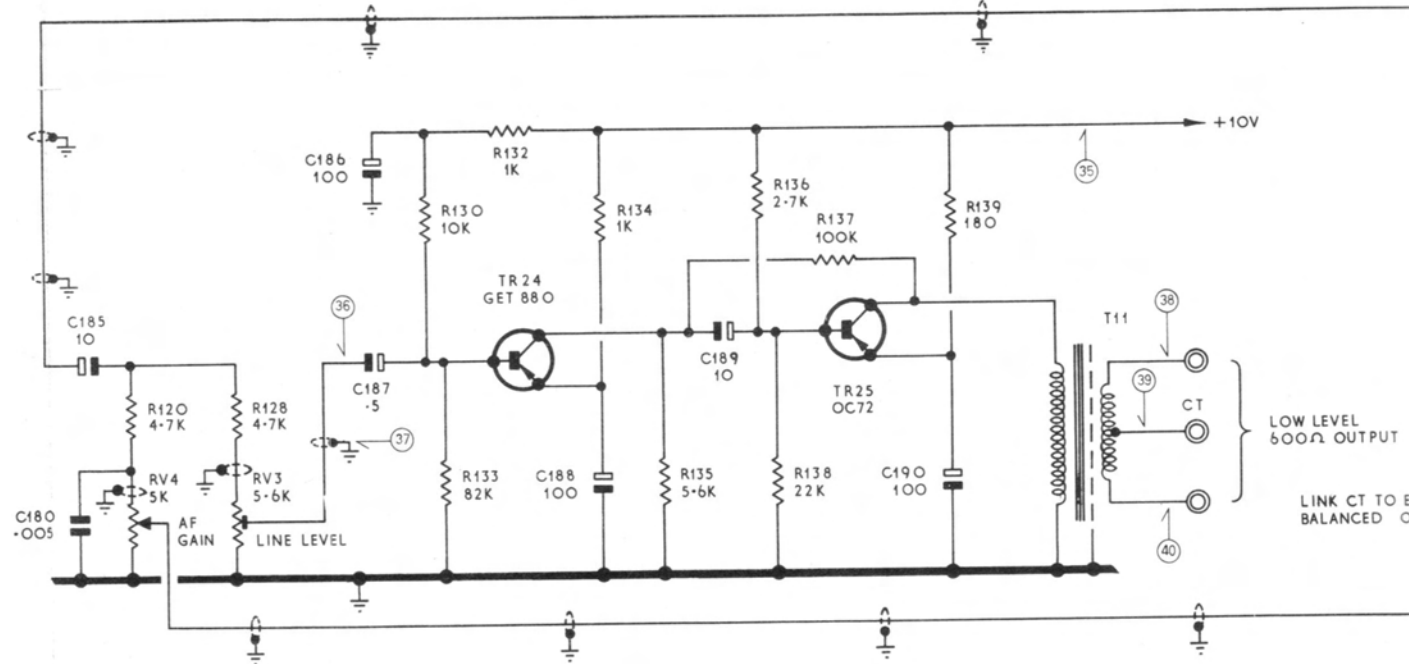 +10V
C186
100
R132
1K
35
R130
10K
R134
1K
R136
2·7K
R137
100K
R139
180
TR24
GET 880
36
C185
10
T11
38
C187
·5
C189
10
TR25
OC72
39
CT
R120
4·7K
R128
4·7K
37
LOW LEVEL
600Ω OUTPUT
R133
82K
C188
100
R135
5·6K
R138
22K
C190
100
RV4
5K
RV3
5·6K
C180
·005
AF
GAIN
LINE LEVEL
LINK CT TO
BALANCED
40